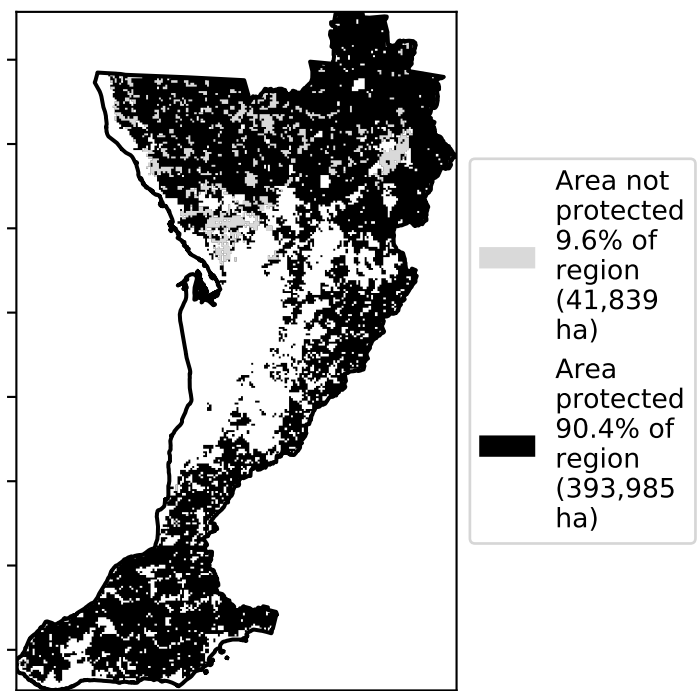 Area not
protected
9.6% of
region
(41,839
ha)
Area
protected
90.4% of
region
(393,985
ha)